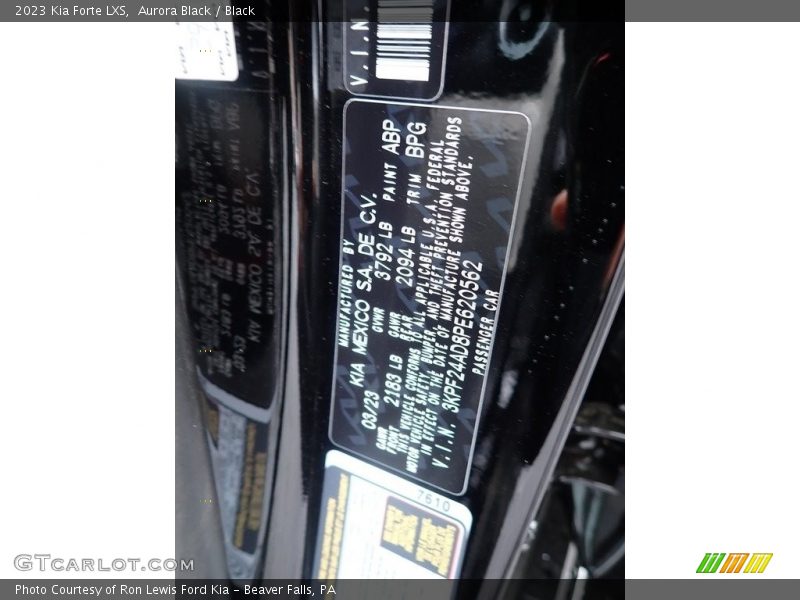 2023 Kia Forte LXS,  Aurora Black / Black
V.I.N
MANUFACTURED BY
KIA MEXICO S.A. DE C.V.
03/23 GVWR 3792 LB PAINT ABP
GAWR FRONT 2183 LB GAWR REAR 2094 LB TRIM BPG
THIS VEHICLE CONFORMS TO ALL APPLICABLE U.S.A. FEDERAL
MOTOR VEHICLE SAFETY, BUMPER, AND THEFT PREVENTION STANDARDS
IN EFFECT ON THE DATE OF MANUFACTURE SHOWN ABOVE.
V.I.N. 3KPF24AD8PE620562
PASSENGER CAR
7610
GTCarLot.com
Photo Courtesy of Ron Lewis Ford Kia – Beaver Falls, PA